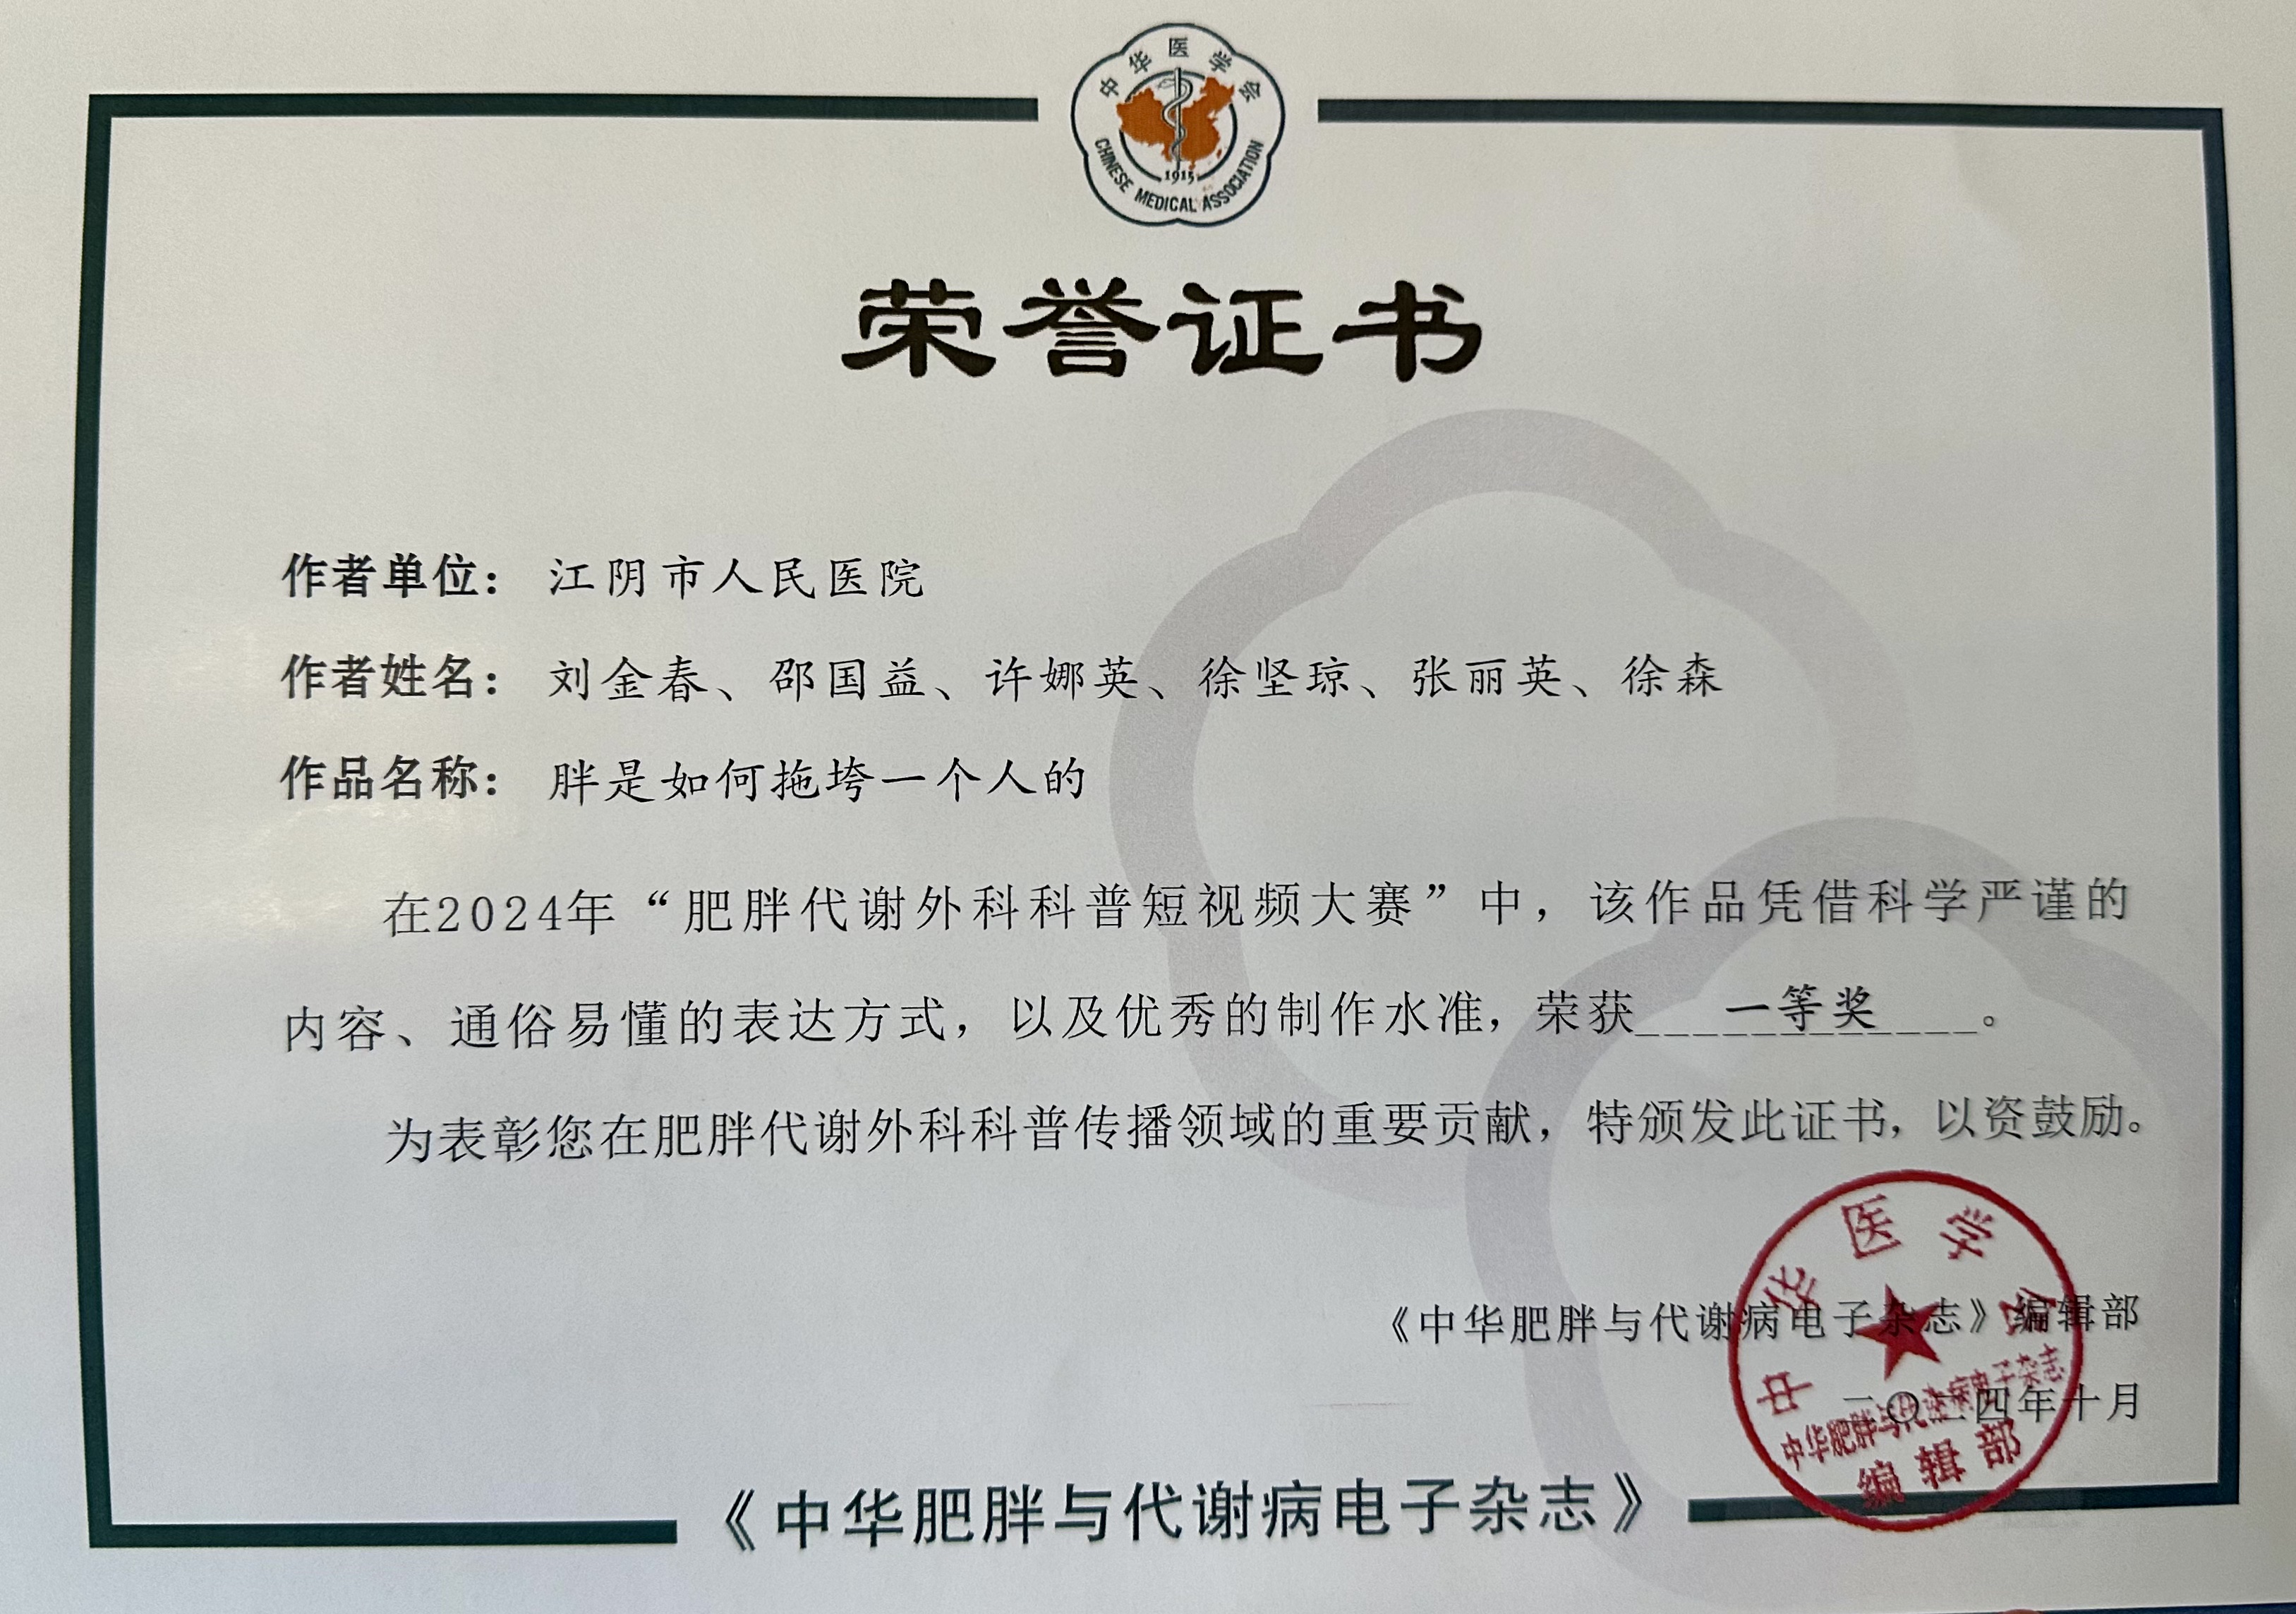 中华医学会
1915
CHINESE MEDICAL ASSOCIATION
荣誉证书
作者单位： 江阴市人民医院
作者姓名： 刘金春、邵国益、许娜英、徐坚琼、张丽英、徐森
作品名称： 胖是如何拖垮一个人的
在2024年“肥胖代谢外科科普短视频大赛”中，该作品凭借科学严谨的
内容、通俗易懂的表达方式，以及优秀的制作水准，荣获____一等奖____。
为表彰您在肥胖代谢外科科普传播领域的重要贡献，特颁发此证书，以资鼓励。
《中华肥胖与代谢病电子杂志》编辑部
二〇二四年十月
中华医学会
中华肥胖与代谢病电子杂志
编辑部
《中华肥胖与代谢病电子杂志》